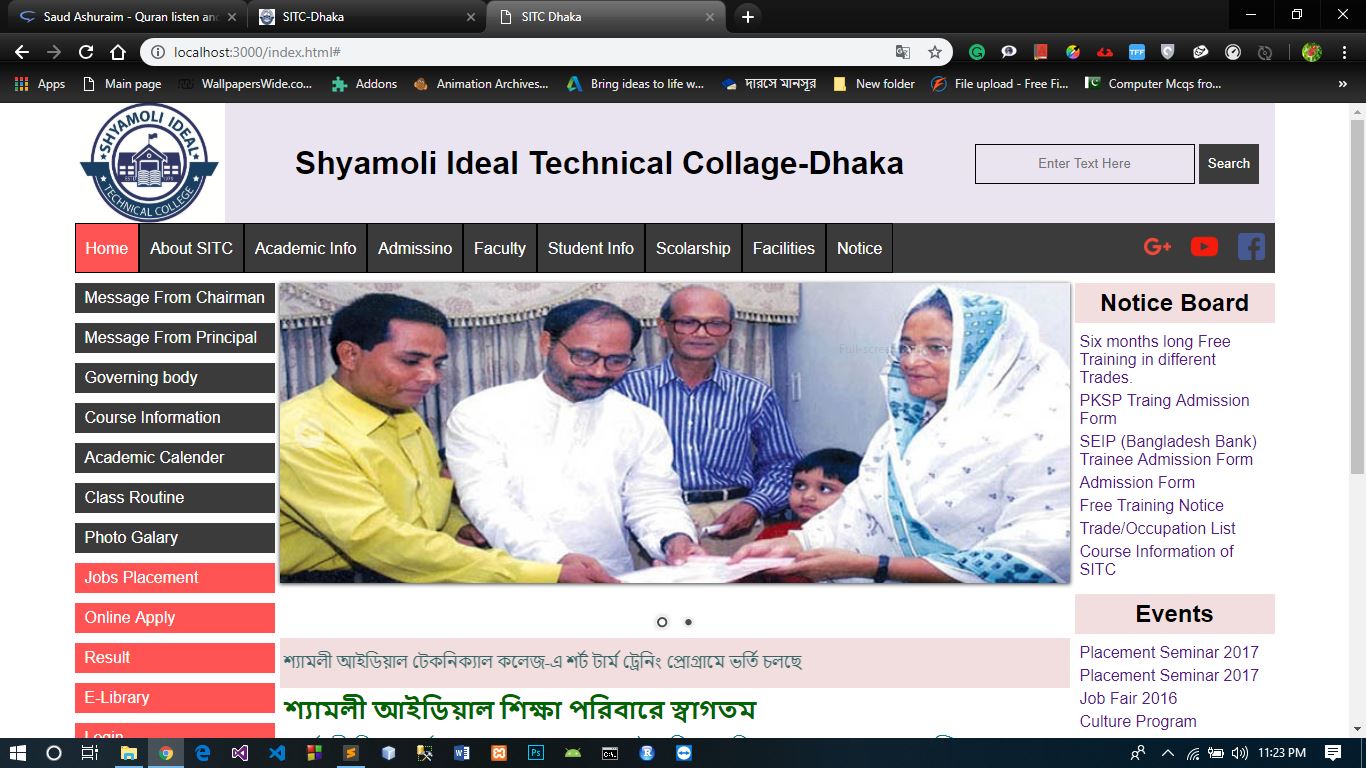 Saud Ashuraim - Quran listen an
SITC-Dhaka
SITC Dhaka
localhost:3000/index.html#
Apps
Main page
WallpapersWide.co...
Addons
Animation Archives...
Bring ideas to life w...
দারসে মানসূর
New folder
File upload - Free Fi...
Computer Mcqs fro...
SHYAMOLI IDEAL
TECHNICAL COLLEGE
Shyamoli Ideal Technical Collage-Dhaka
Enter Text Here
Search
Home
About SITC
Academic Info
Admissino
Faculty
Student Info
Scolarship
Facilities
Notice
Message From Chairman
Message From Principal
Governing body
Course Information
Academic Calender
Class Routine
Photo Galary
Jobs Placement
Online Apply
Result
E-Library
Login
Full-screen
শ্যামলী আইডিয়াল টেকনিক্যাল কলেজ-এ শর্ট টার্ম ট্রেনিং প্রোগ্রামে ভর্তি চলছে
শ্যামলী আইডিয়াল শিক্ষা পরিবারে স্বাগতম
Notice Board
Six months long Free
Training in different
Trades.
PKSP Traing Admission
Form
SEIP (Bangladesh Bank)
Trainee Admission Form
Admission Form
Free Training Notice
Trade/Occupation List
Course Information of
SITC
Events
Placement Seminar 2017
Placement Seminar 2017
Job Fair 2016
Culture Program
11:23 PM